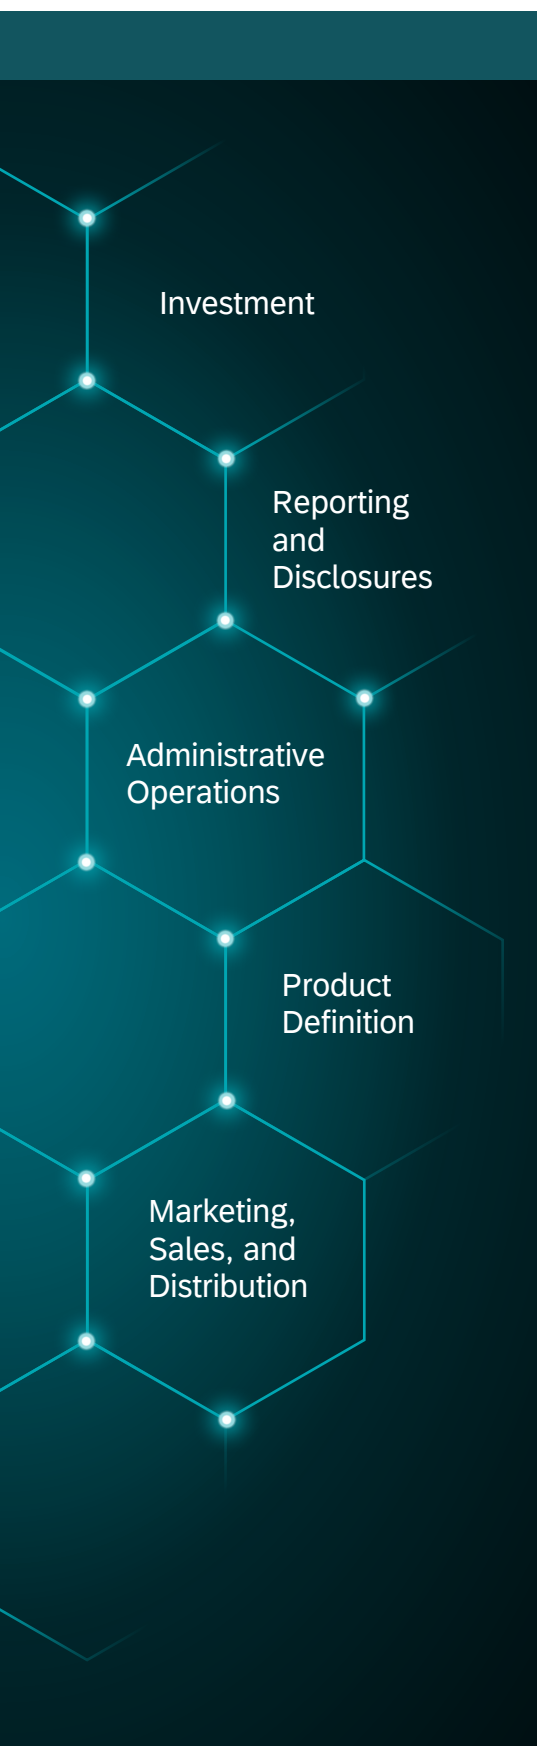 Investment
Reporting
and
Disclosures
Administrative
Operations
Product
Definition
Marketing,
Sales, and
Distribution